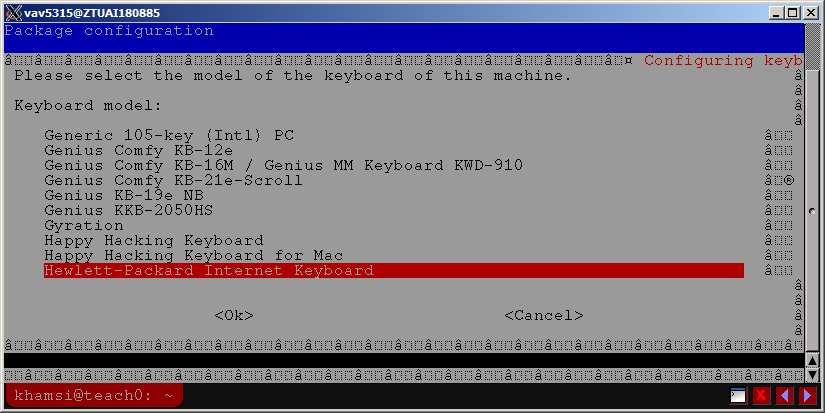 vav5315@ZTUAI180885
Package configuration
Configuring keyb
Please select the model of the keyboard of this machine.
Keyboard model:
Generic 105-key (Intl) PC
Genius Comfy KB-12e
Genius Comfy KB-16M / Genius MM Keyboard KWD-910
Genius Comfy KB-21e-Scroll
Genius KB-19e NB
Genius KKB-2050HS
Gyration
Happy Hacking Keyboard
Happy Hacking Keyboard for Mac
Hewlett-Packard Internet Keyboard
<Ok> <Cancel>
khamsi@teach0: ~